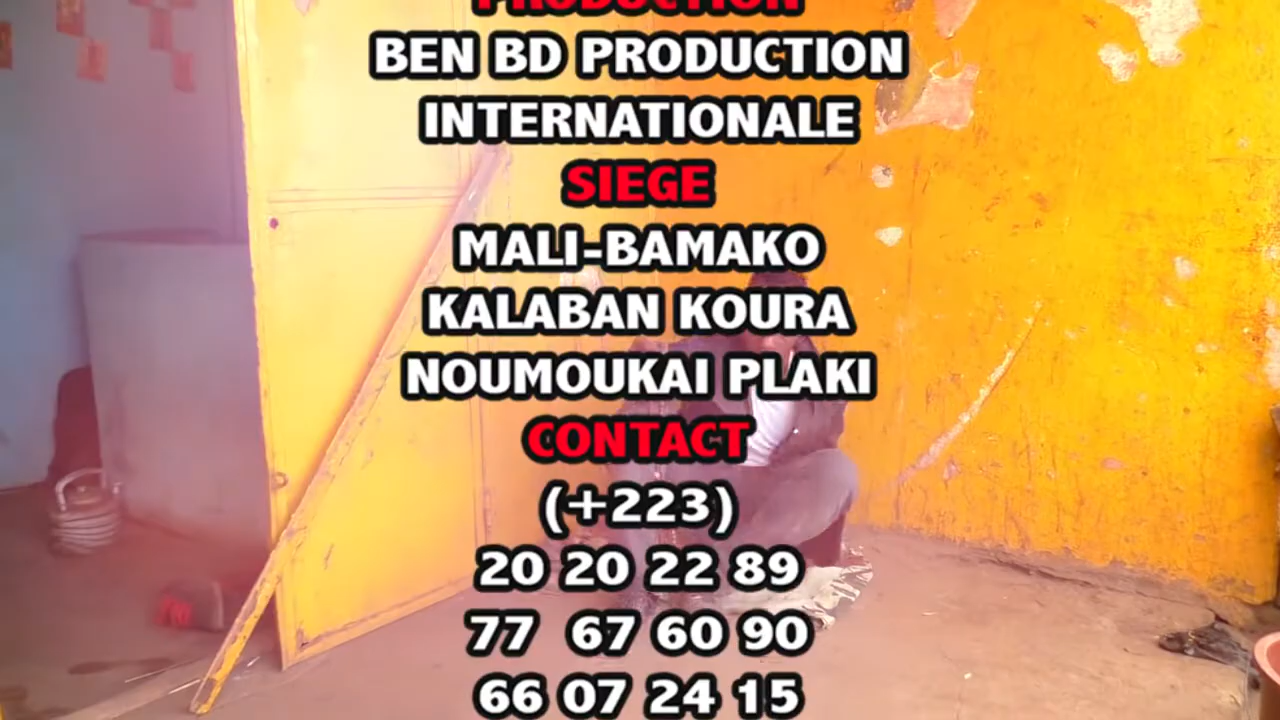 PRODUCTION
BEN BD PRODUCTION
INTERNATIONALE
SIEGE
MALI-BAMAKO
KALABAN KOURA
NOUMOUKAI PLAKI
CONTACT
(+223)
20 20 22 89
77 67 60 90
66 07 24 15